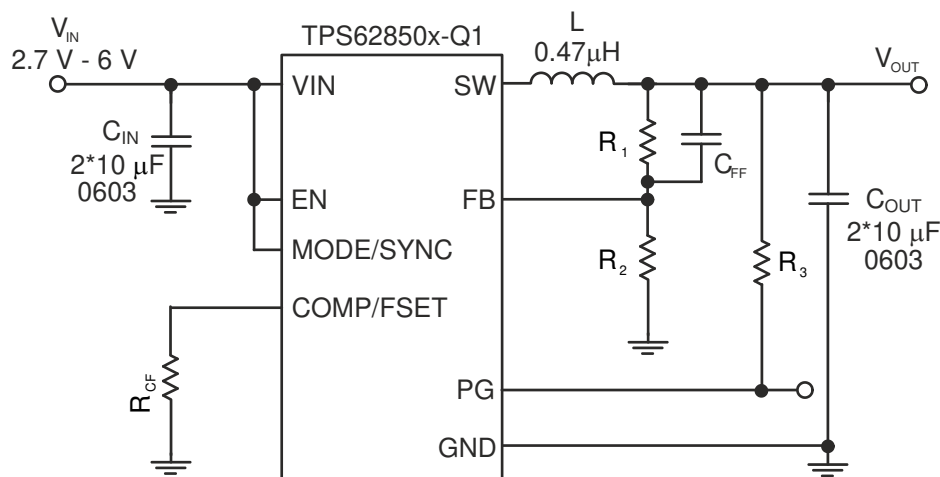 TPS62850x-Q1
V_IN
2.7 V - 6 V
L
0.47μH
V_OUT
VIN
SW
C_IN
2*10 μF
0603
R_1
C_FF
EN
FB
C_OUT
2*10 μF
0603
MODE/SYNC
R_2
R_3
COMP/FSET
R_CF
PG
GND